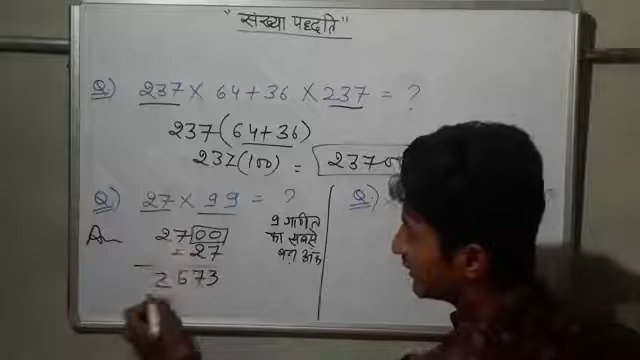 "संख्या पद्धति"
Q.) 237 × 64 + 36 × 237 = ?
237 (64 + 36)
237 (100) = 23700
Q.) 27 × 99 = ?
Ans 2700
= 27
2673
9 गणित
का सबसे
बड़ा अंक
Q.)